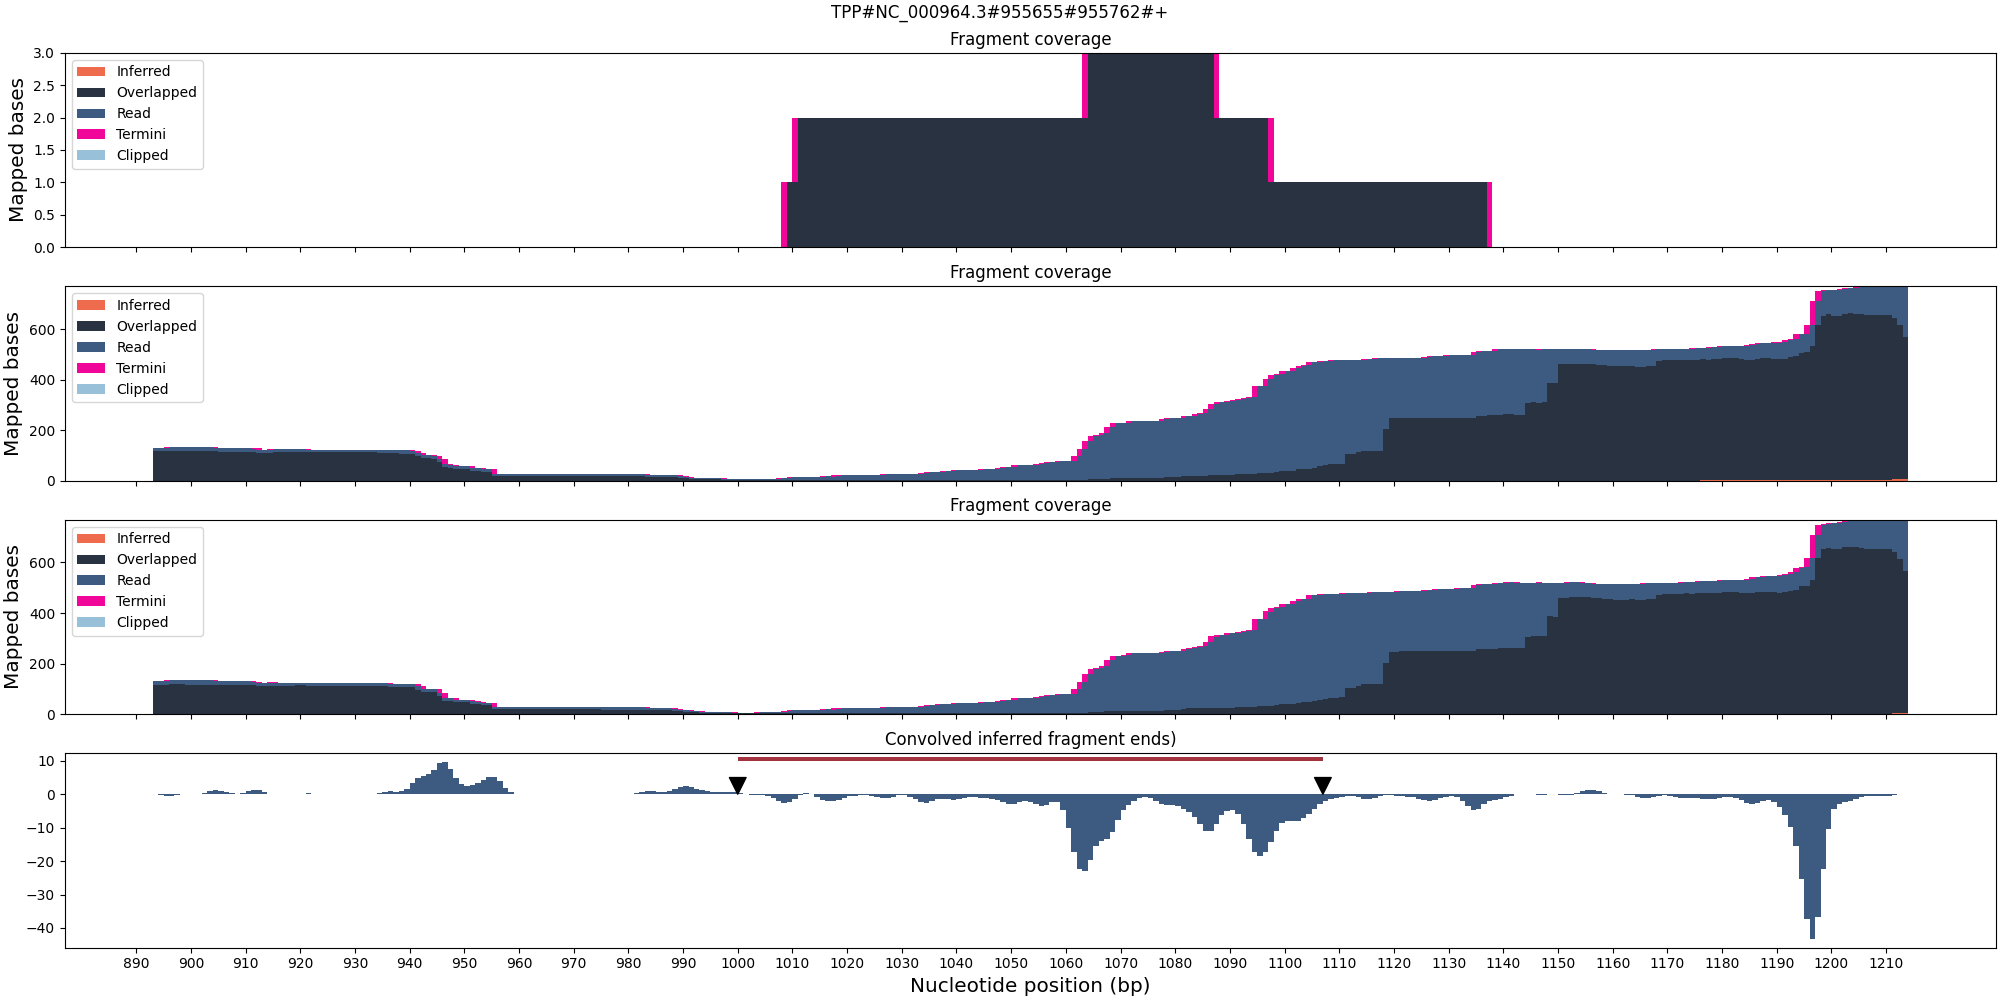 TPP#NC_000964.3#955655#955762#+
Fragment coverage
Mapped bases
3.0
2.5
2.0
1.5
1.0
0.5
0.0
Inferred
Overlapped
Read
Termini
Clipped
Fragment coverage
Mapped bases
600
400
200
0
Inferred
Overlapped
Read
Termini
Clipped
Fragment coverage
Mapped bases
600
400
200
0
Inferred
Overlapped
Read
Termini
Clipped
Convolved inferred fragment ends)
10
0
−10
−20
−30
−40
890 900 910 920 930 940 950 960 970 980 990 1000 1010 1020 1030 1040 1050 1060 1070 1080 1090 1100 1110 1120 1130 1140 1150 1160 1170 1180 1190 1200 1210
Nucleotide position (bp)